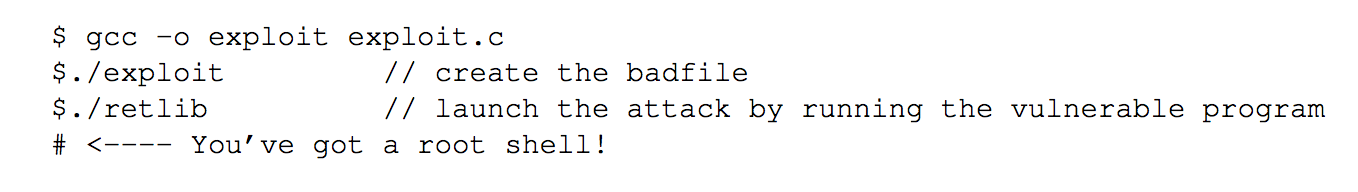 $ gcc -o exploit exploit.c
$./exploit // create the badfile
$./retlib // launch the attack by running the vulnerable program
# <---- You’ve got a root shell!